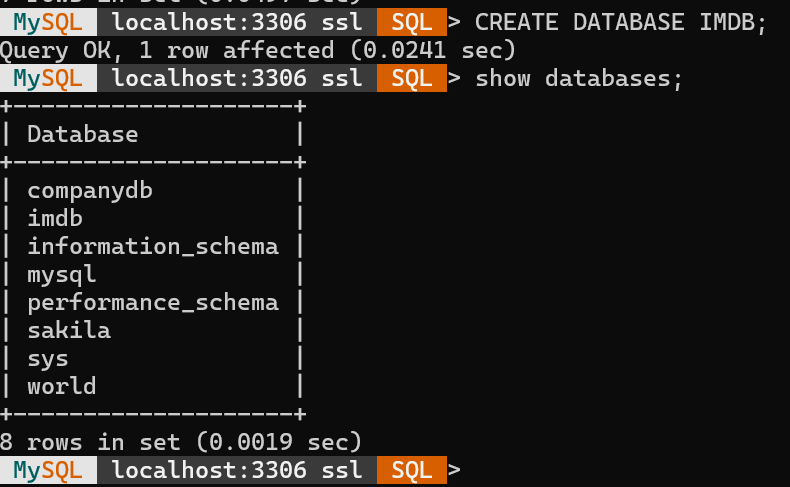 MySQL localhost:3306 ssl SQL > CREATE DATABASE IMDB;
Query OK, 1 row affected (0.0241 sec)
MySQL localhost:3306 ssl SQL > show databases;
+--------------------+
| Database           |
+--------------------+
| companydb          |
| imdb               |
| information_schema |
| mysql              |
| performance_schema |
| sakila             |
| sys                |
| world              |
+--------------------+
8 rows in set (0.0019 sec)
MySQL localhost:3306 ssl SQL >